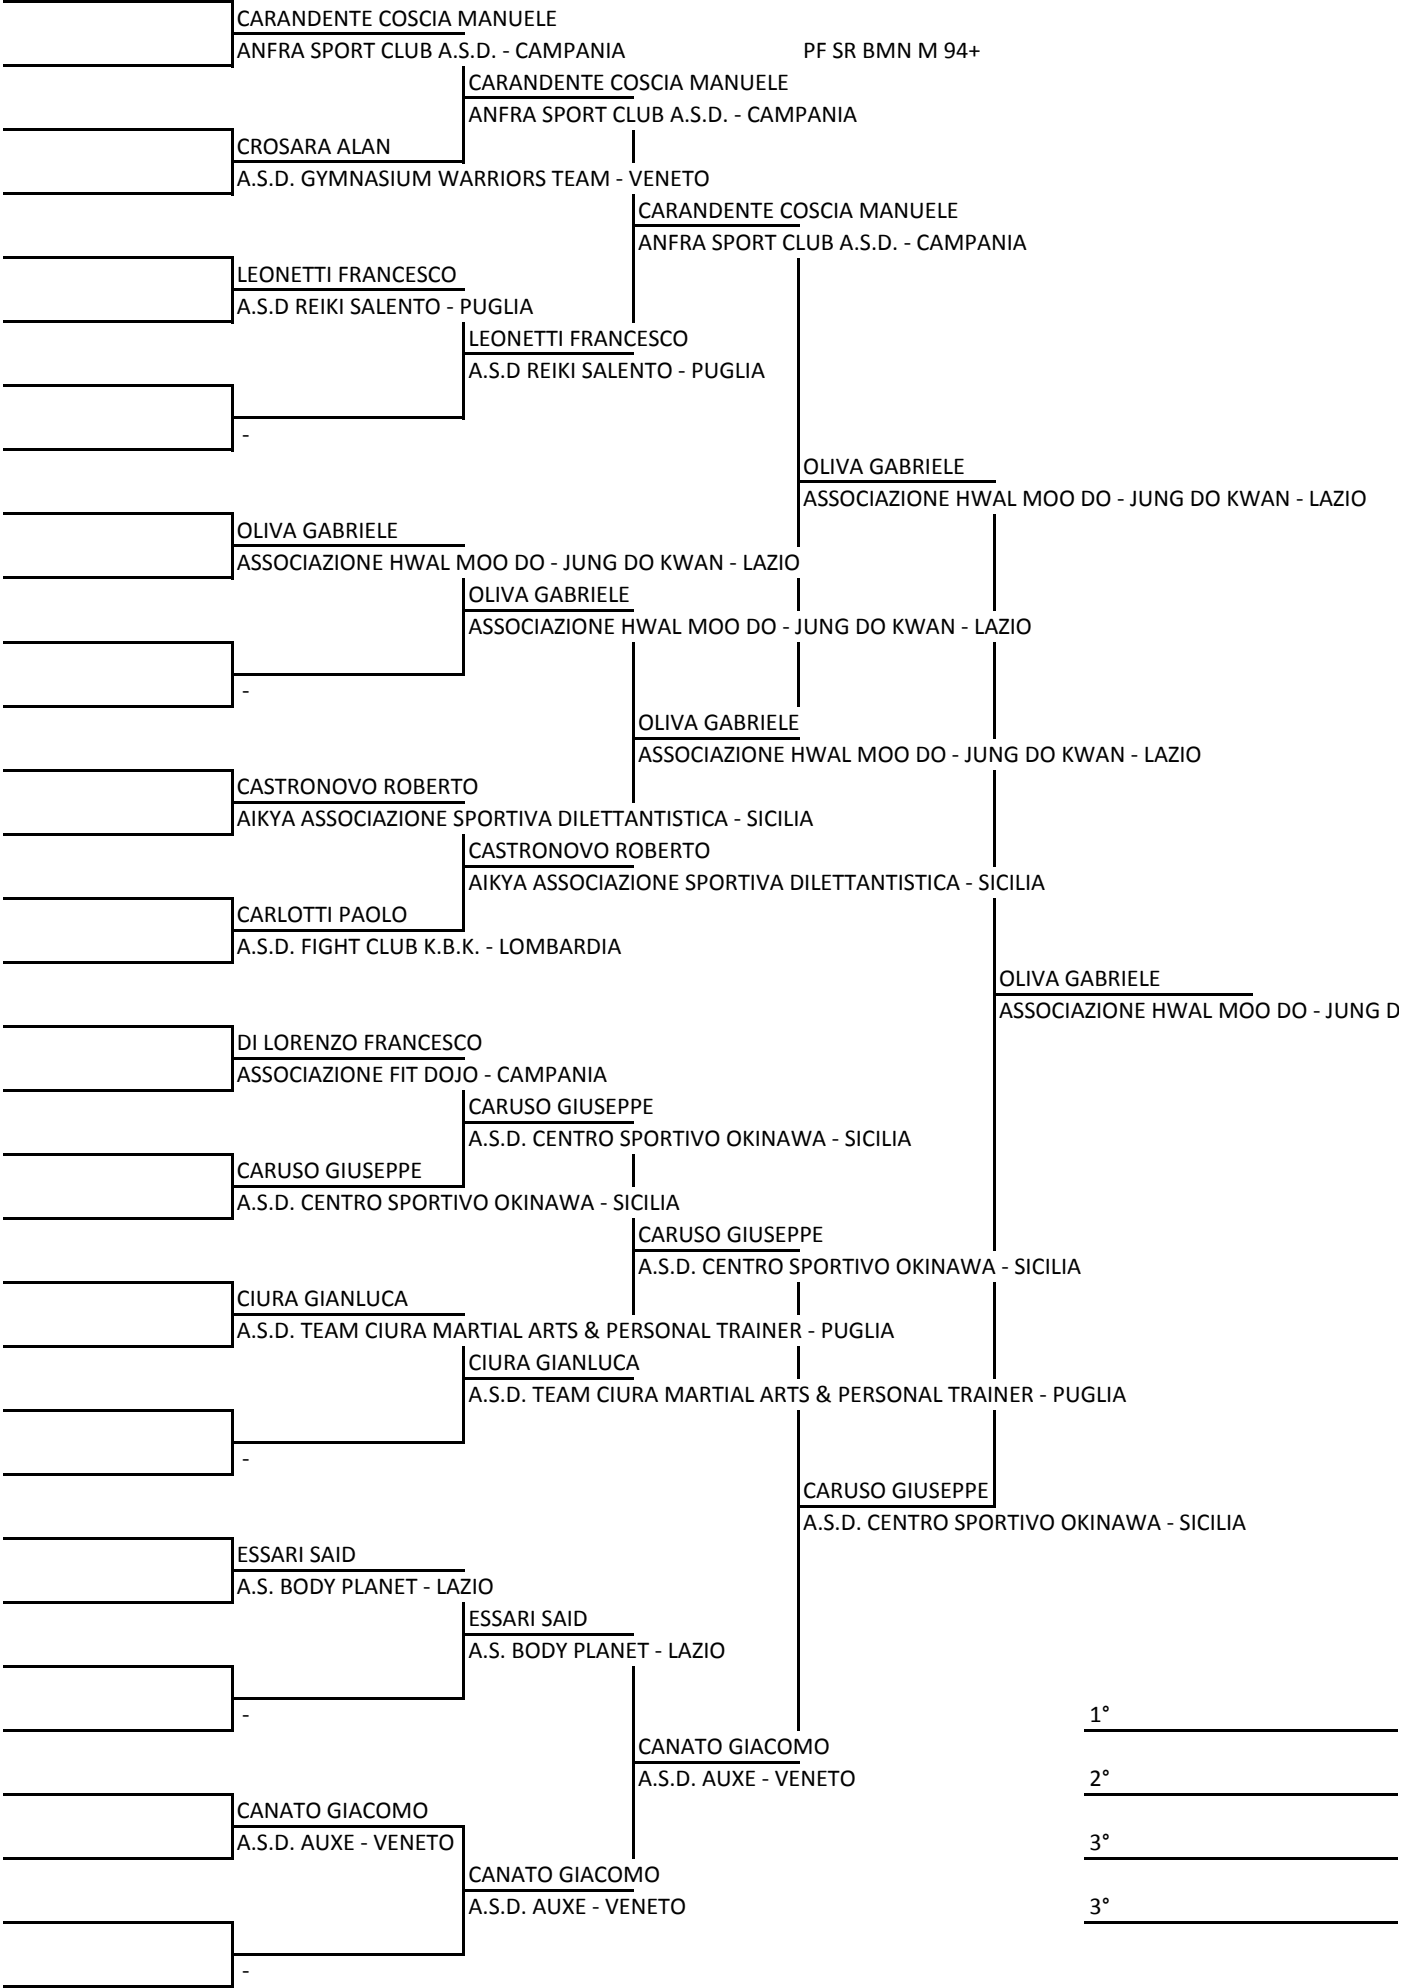 CARANDENTE COSCIA MANUELE
ANFRA SPORT CLUB A.S.D. - CAMPANIA
PF SR BMN M 94+
CARANDENTE COSCIA MANUELE
ANFRA SPORT CLUB A.S.D. - CAMPANIA
CROSARA ALAN
A.S.D. GYMNASIUM WARRIORS TEAM - VENETO
CARANDENTE COSCIA MANUELE
ANFRA SPORT CLUB A.S.D. - CAMPANIA
LEONETTI FRANCESCO
A.S.D REIKI SALENTO - PUGLIA
LEONETTI FRANCESCO
A.S.D REIKI SALENTO - PUGLIA
-
OLIVA GABRIELE
ASSOCIAZIONE HWAL MOO DO - JUNG DO KWAN - LAZIO
OLIVA GABRIELE
ASSOCIAZIONE HWAL MOO DO - JUNG DO KWAN - LAZIO
OLIVA GABRIELE
ASSOCIAZIONE HWAL MOO DO - JUNG DO KWAN - LAZIO
-
OLIVA GABRIELE
ASSOCIAZIONE HWAL MOO DO - JUNG DO KWAN - LAZIO
CASTRONOVO ROBERTO
AIKYA ASSOCIAZIONE SPORTIVA DILETTANTISTICA - SICILIA
CASTRONOVO ROBERTO
AIKYA ASSOCIAZIONE SPORTIVA DILETTANTISTICA - SICILIA
CARLOTTI PAOLO
A.S.D. FIGHT CLUB K.B.K. - LOMBARDIA
OLIVA GABRIELE
ASSOCIAZIONE HWAL MOO DO - JUNG D
DI LORENZO FRANCESCO
ASSOCIAZIONE FIT DOJO - CAMPANIA
CARUSO GIUSEPPE
A.S.D. CENTRO SPORTIVO OKINAWA - SICILIA
CARUSO GIUSEPPE
A.S.D. CENTRO SPORTIVO OKINAWA - SICILIA
CARUSO GIUSEPPE
A.S.D. CENTRO SPORTIVO OKINAWA - SICILIA
CIURA GIANLUCA
A.S.D. TEAM CIURA MARTIAL ARTS & PERSONAL TRAINER - PUGLIA
CIURA GIANLUCA
A.S.D. TEAM CIURA MARTIAL ARTS & PERSONAL TRAINER - PUGLIA
-
CARUSO GIUSEPPE
A.S.D. CENTRO SPORTIVO OKINAWA - SICILIA
ESSARI SAID
A.S. BODY PLANET - LAZIO
ESSARI SAID
A.S. BODY PLANET - LAZIO
-
1°
CANATO GIACOMO
A.S.D. AUXE - VENETO
2°
CANATO GIACOMO
A.S.D. AUXE - VENETO
3°
CANATO GIACOMO
A.S.D. AUXE - VENETO
3°
-